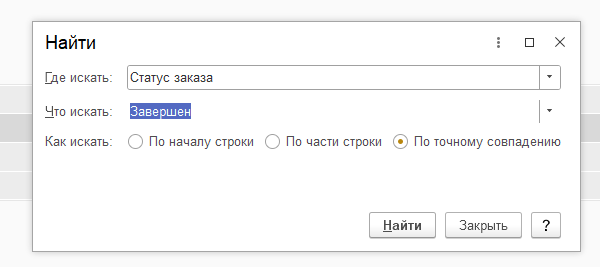 Найти
Где искать: Статус заказа
Что искать: Завершен
Как искать: По началу строки По части строки По точному совпадению
Найти Закрыть ?